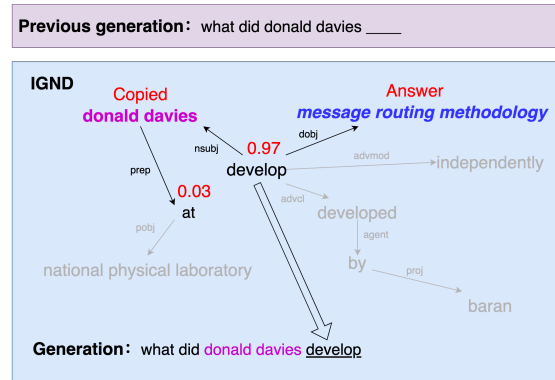 Previous generation: what did donald davies ____
IGND
Copied
Answer
donald davies
message routing methodology
nsubj
0.97
dobj
develop
advmod
independently
prep
0.03
at
advcl
developed
pobj
agent
national physical laboratory
by
proj
baran
Generation: what did donald davies develop